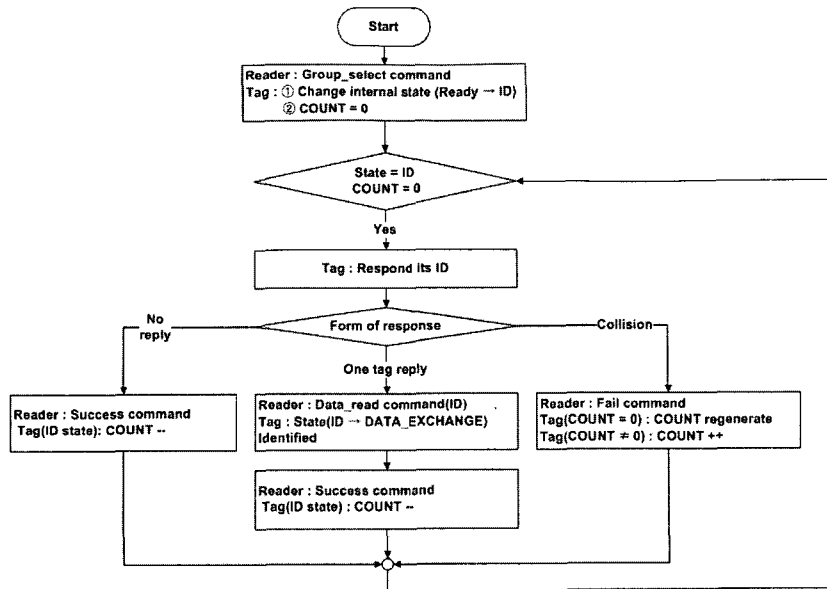 Start
Reader : Group_select command
Tag : ① Change internal state (Ready → ID)
② COUNT = 0
State = ID
COUNT = 0
Yes
Tag : Respond its ID
Form of response
No
reply
Collision
One tag reply
Reader : Success command
Tag(ID state): COUNT --
Reader : Data_read command(ID)
Tag : State(ID → DATA_EXCHANGE)
Identified
Reader : Success command
Tag(ID state) : COUNT --
Reader : Fail command
Tag(COUNT = 0) : COUNT regenerate
Tag(COUNT ≠ 0) : COUNT ++